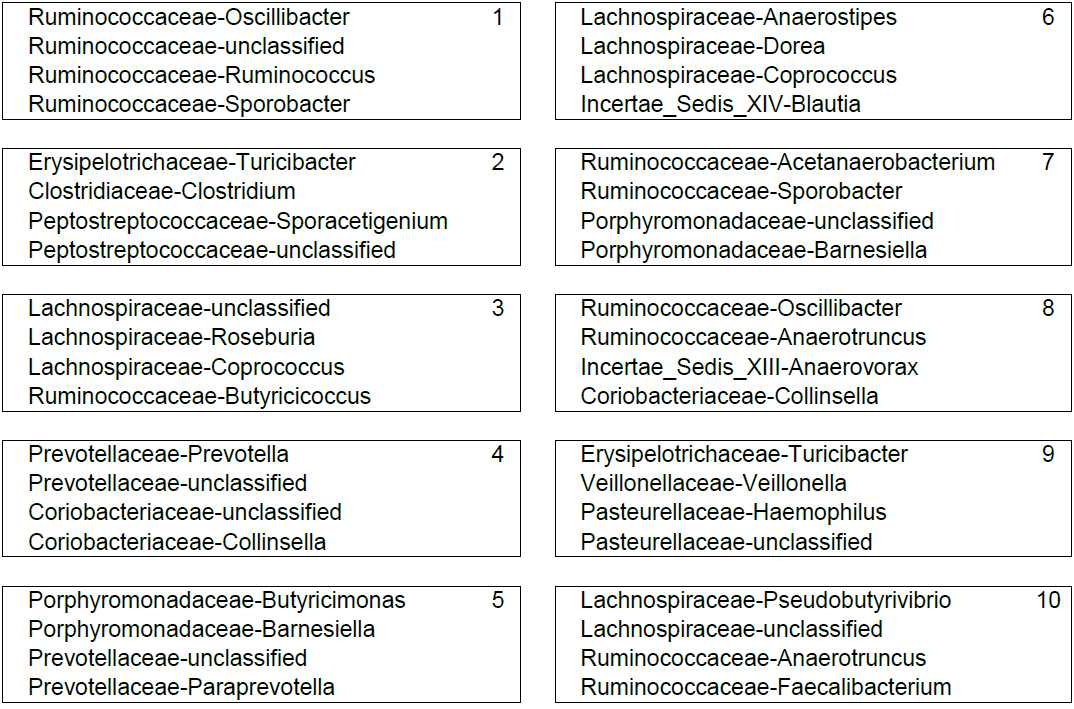 Ruminococcaceae-Oscillibacter 1
Ruminococcaceae-unclassified
Ruminococcaceae-Ruminococcus
Ruminococcaceae-Sporobacter
Erysipelotrichaceae-Turicibacter 2
Clostridiaceae-Clostridium
Peptostreptococcaceae-Sporacetigenium
Peptostreptococcaceae-unclassified
Lachnospiraceae-unclassified 3
Lachnospiraceae-Roseburia
Lachnospiraceae-Coprococcus
Ruminococcaceae-Butyricicoccus
Prevotellaceae-Prevotella 4
Prevotellaceae-unclassified
Coriobacteriaceae-unclassified
Coriobacteriaceae-Collinsella
Porphyromonadaceae-Butyricimonas 5
Porphyromonadaceae-Barnesiella
Prevotellaceae-unclassified
Prevotellaceae-Paraprevotella
Lachnospiraceae-Anaerostipes 6
Lachnospiraceae-Dorea
Lachnospiraceae-Coprococcus
Incertae_Sedis_XIV-Blautia
Ruminococcaceae-Acetanaerobacterium 7
Ruminococcaceae-Sporobacter
Porphyromonadaceae-unclassified
Porphyromonadaceae-Barnesiella
Ruminococcaceae-Oscillibacter 8
Ruminococcaceae-Anaerotruncus
Incertae_Sedis_XIII-Anaerovorax
Coriobacteriaceae-Collinsella
Erysipelotrichaceae-Turicibacter 9
Veillonellaceae-Veillonella
Pasteurellaceae-Haemophilus
Pasteurellaceae-unclassified
Lachnospiraceae-Pseudobutyrivibrio 10
Lachnospiraceae-unclassified
Ruminococcaceae-Anaerotruncus
Ruminococcaceae-Faecalibacterium